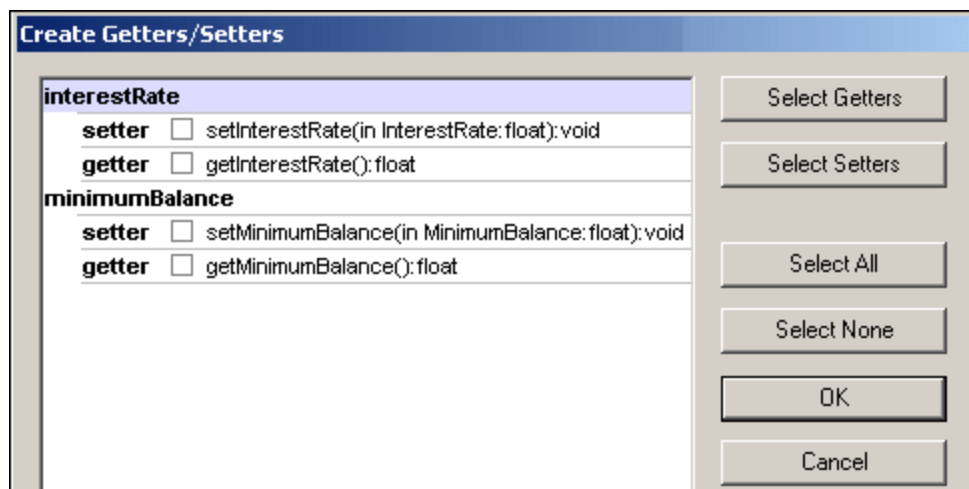 Create Getters/Setters
interestRate
setter setInterestRate(in InterestRate:float):void
getter getInterestRate():float
minimumBalance
setter setMinimumBalance(in MinimumBalance:float):void
getter getMinimumBalance():float
Select Getters
Select Setters
Select All
Select None
OK
Cancel